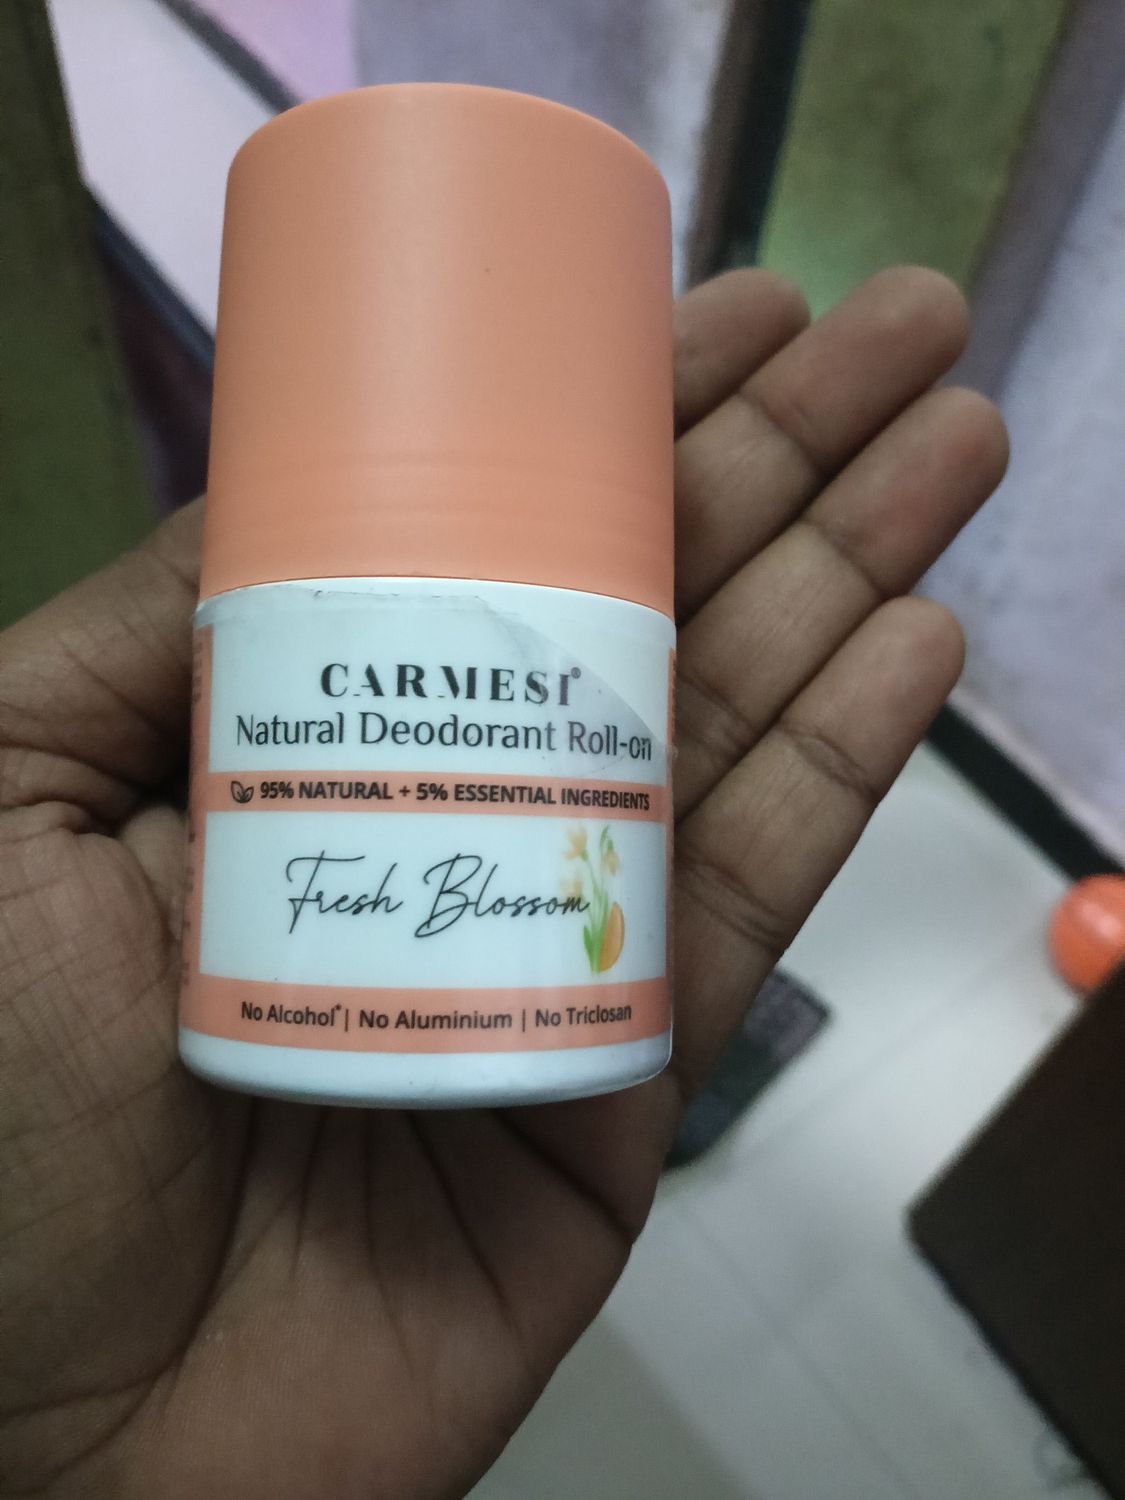 CARMESI®
Natural Deodorant Roll-on
95% NATURAL + 5% ESSENTIAL INGREDIENTS
Fresh Blossom
No Alcohol* | No Aluminium | No Triclosan